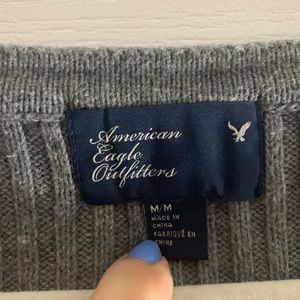 American
Eagle
Outfitters
M/M
MADE IN
CHINA
FABRIQUÉ EN
CHINE